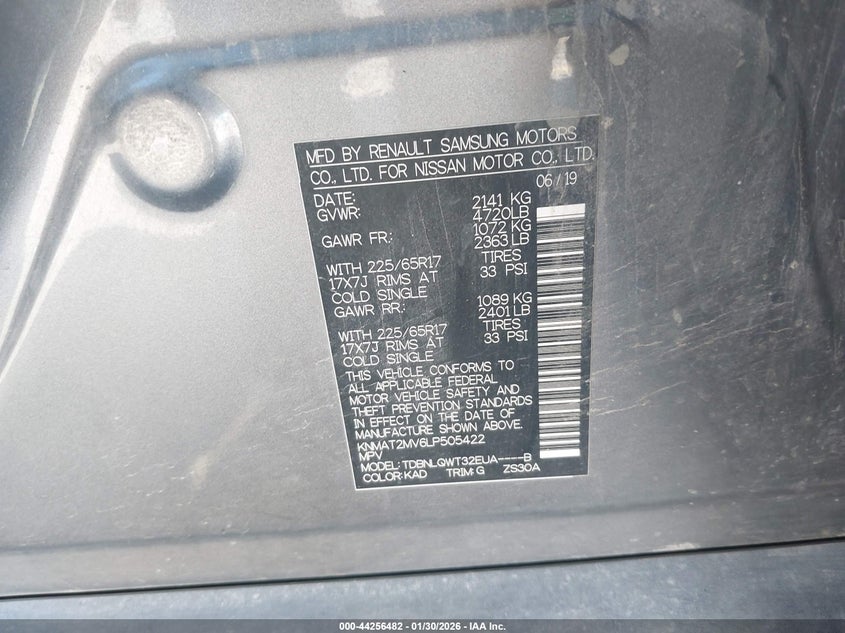 MFD BY RENAULT SAMSUNG MOTORS
CO., LTD. FOR NISSAN MOTOR CO., LTD.
06/19
DATE: 2141 KG
GVWR: 4720LB
1072 KG
GAWR FR: 2363LB
TIRES
WITH 225/65R17 33 PSI
17X7J RIMS AT
COLD SINGLE 1089 KG
GAWR RR: 2401LB
TIRES
WITH 225/65R17 33 PSI
17X7J RIMS AT
COLD SINGLE
THIS VEHICLE CONFORMS TO
ALL APPLICABLE FEDERAL
MOTOR VEHICLE SAFETY AND
THEFT PREVENTION STANDARDS
IN EFFECT ON THE DATE OF
MANUFACTURE SHOWN ABOVE.
KNMAT2MV6LP505422
MPV
MODEL: TDBNLQWT32EUA----B
COLOR: KAD TRIM: G ZS30A
000-44256482 - 01/30/2026 - IAA Inc.